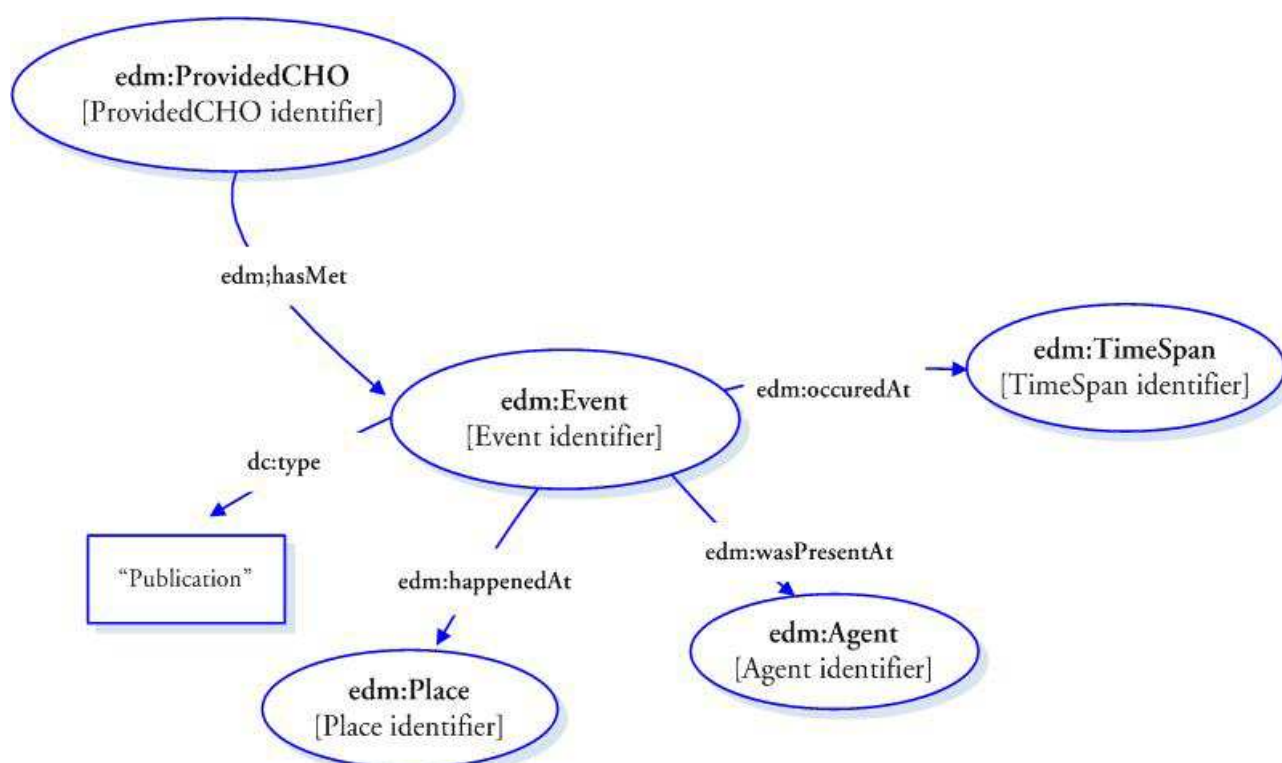 edm:ProvidedCHO
[ProvidedCHO identifier]
edm;hasMet
edm:TimeSpan
[TimeSpan identifier]
edm:occuredAt
edm:Event
[Event identifier]
dc:type
edm:wasPresentAt
“Publication”
edm:happenedAt
edm:Agent
[Agent identifier]
edm:Place
[Place identifier]